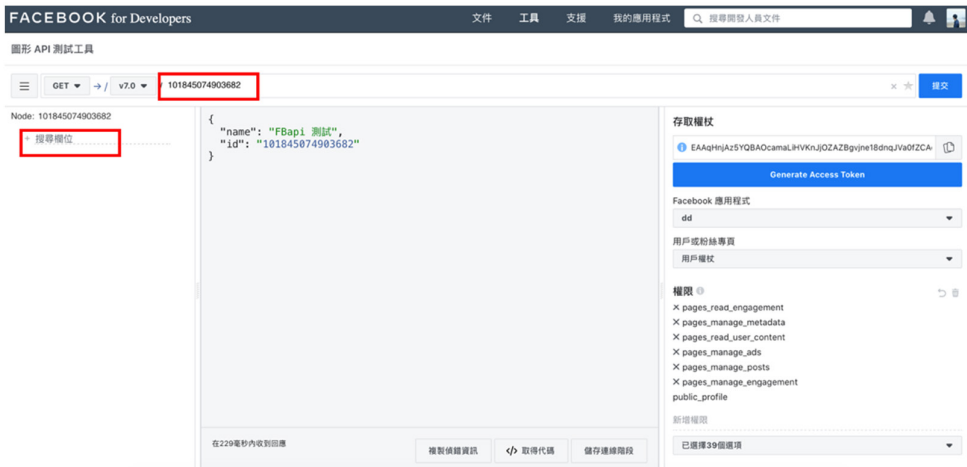 FACEBOOK for Developers
文件 工具 支援 我的應用程式 搜尋開發人員文件
圖形 API 測試工具
GET → / v7.0 / 101845074903682 提交
Node: 101845074903682
+ 搜尋欄位
{
"name": "FBapi 測試",
"id": "101845074903682"
}
在229毫秒內收到回應
複製偵錯資訊 </> 取得代碼 儲存連線階段
存取權杖
Generate Access Token
Facebook 應用程式
dd
用戶或粉絲專頁
用戶權杖
權限
pages_read_engagement
pages_manage_metadata
pages_read_user_content
pages_manage_ads
pages_manage_posts
pages_manage_engagement
public_profile
新增權限
已選擇39個選項